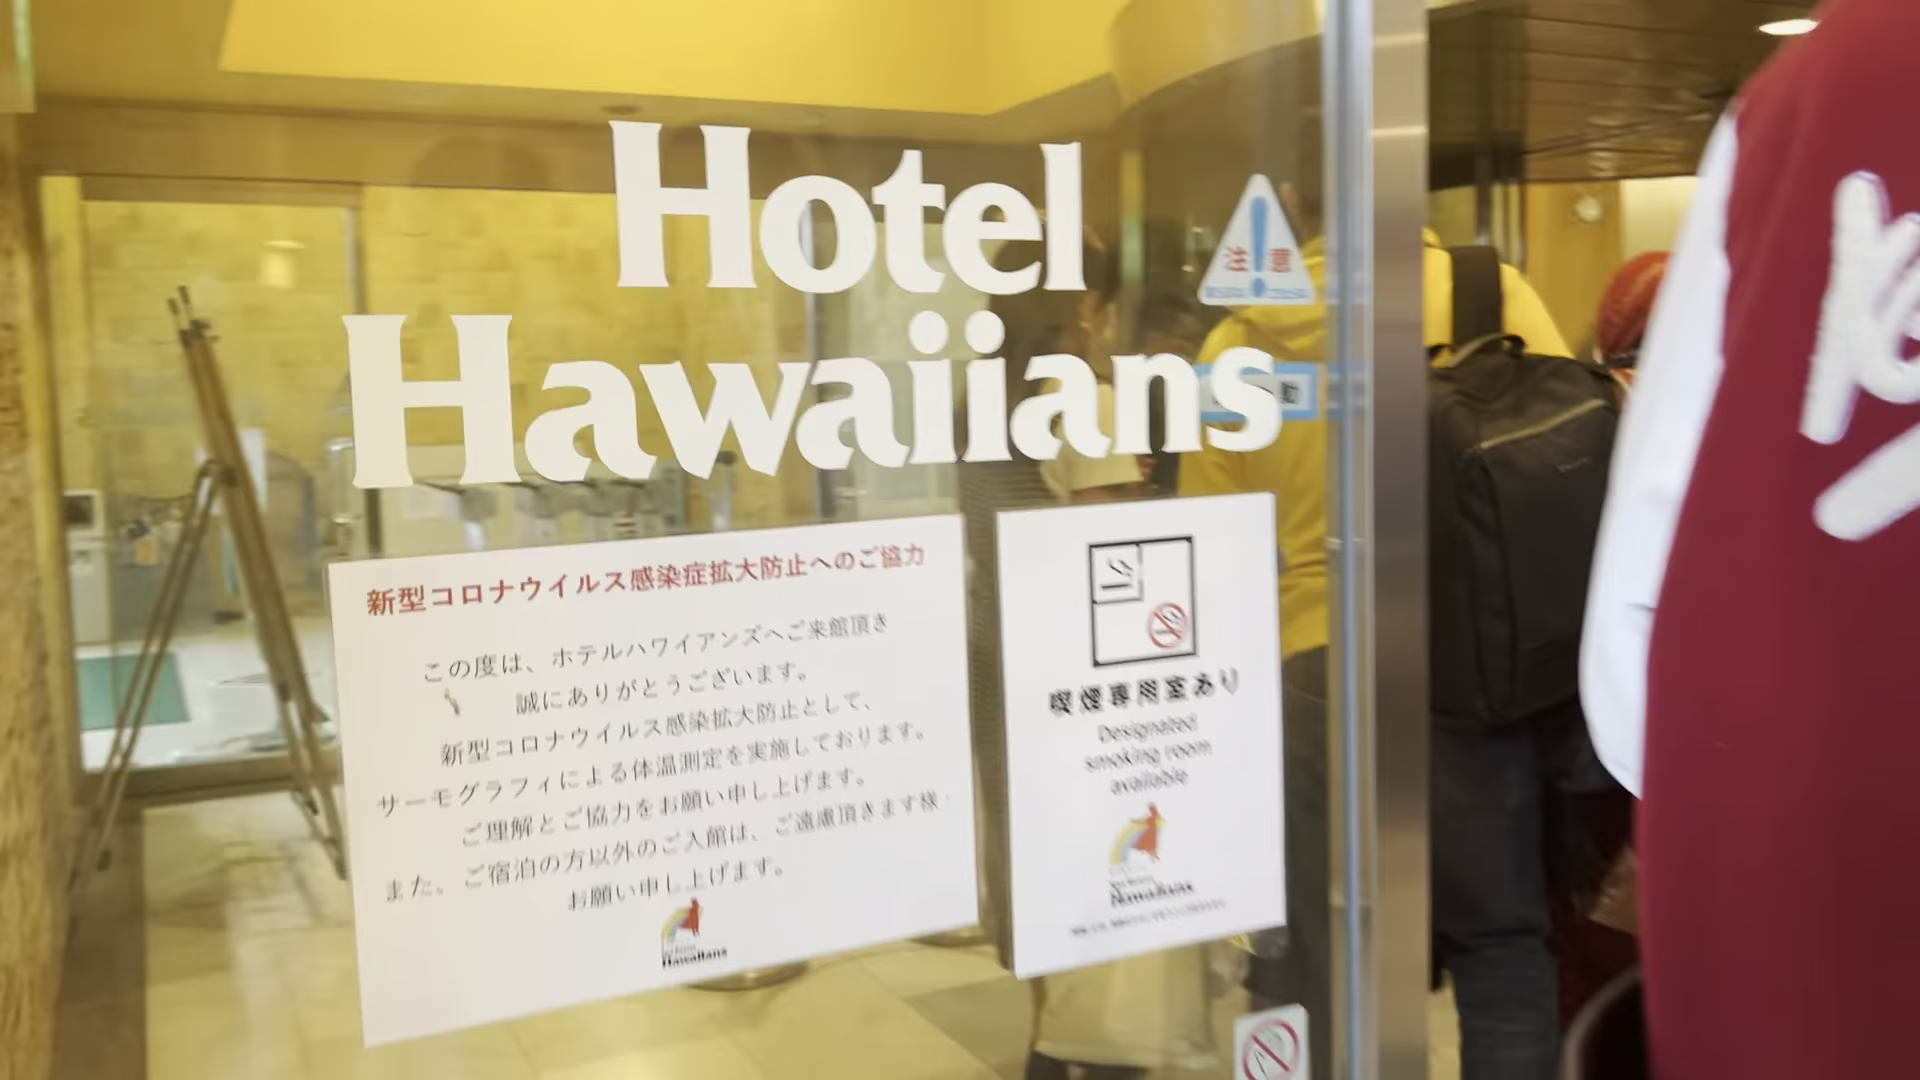 Hotel
Hawaiians
注意
動
新型コロナウイルス感染症拡大防止へのご協力
この度は、ホテルハワイアンズへご来館頂き
誠にありがとうございます。
新型コロナウイルス感染拡大防止として、
サーモグラフィによる体温測定を実施しております。
ご理解とご協力をお願い申し上げます。
また、ご宿泊の方以外のご入館は、ご遠慮頂きます様
お願い申し上げます。
Hawaiians
喫煙専用室あり
Designated
smoking room
available
Hawaiians